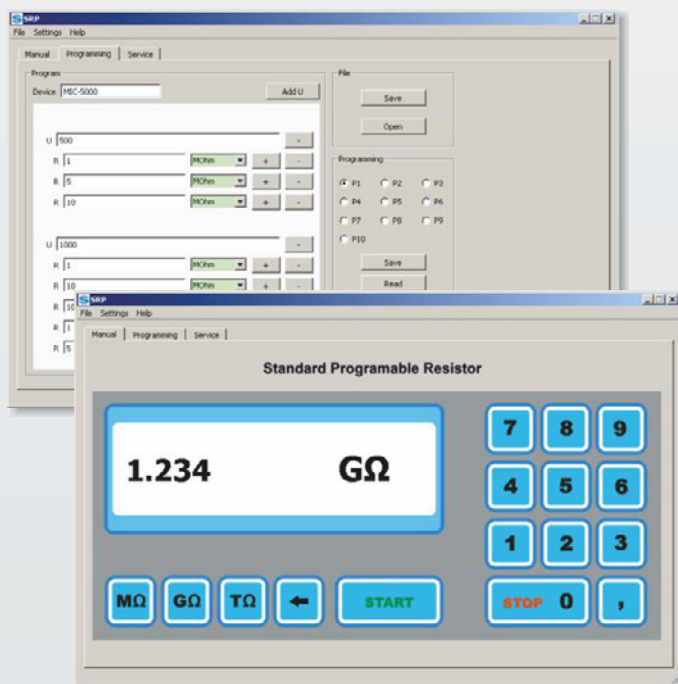 SRP
File Settings Help
Manual Programming Service
Program
Device MIC-5000 Add U
U 500 -
R 1 MOhm + -
R 5 MOhm + -
R 10 MOhm + -
U 1000 -
R 1 MOhm + -
R 10 MOhm + -
R
R 1
R 5
File
Save
Open
Programming
P1 P2 P3
P4 P5 P6
P7 P8 P9
P10
Save
Read
SRP
File Settings Help
Manual Programming Service
Standard Programable Resistor
1.234 GΩ
7 8 9
4 5 6
1 2 3
MΩ GΩ TΩ ← START STOP 0 ,